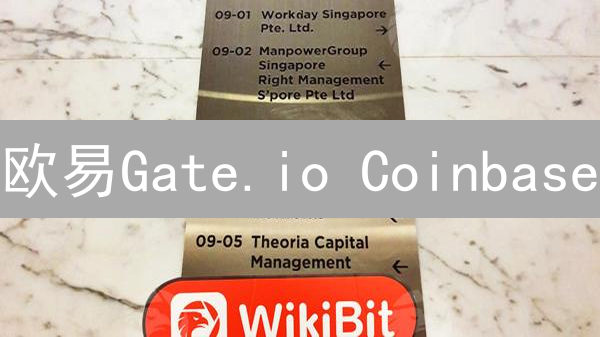 09-01 Workday Singapore
Pte. Ltd. →
09-02 ManpowerGroup
Singapore ←
Right Management
S'pore Pte Ltd
欧易Gate.io Coinbase
←
09-05 Theoria Capital
Management ←
WikiBit